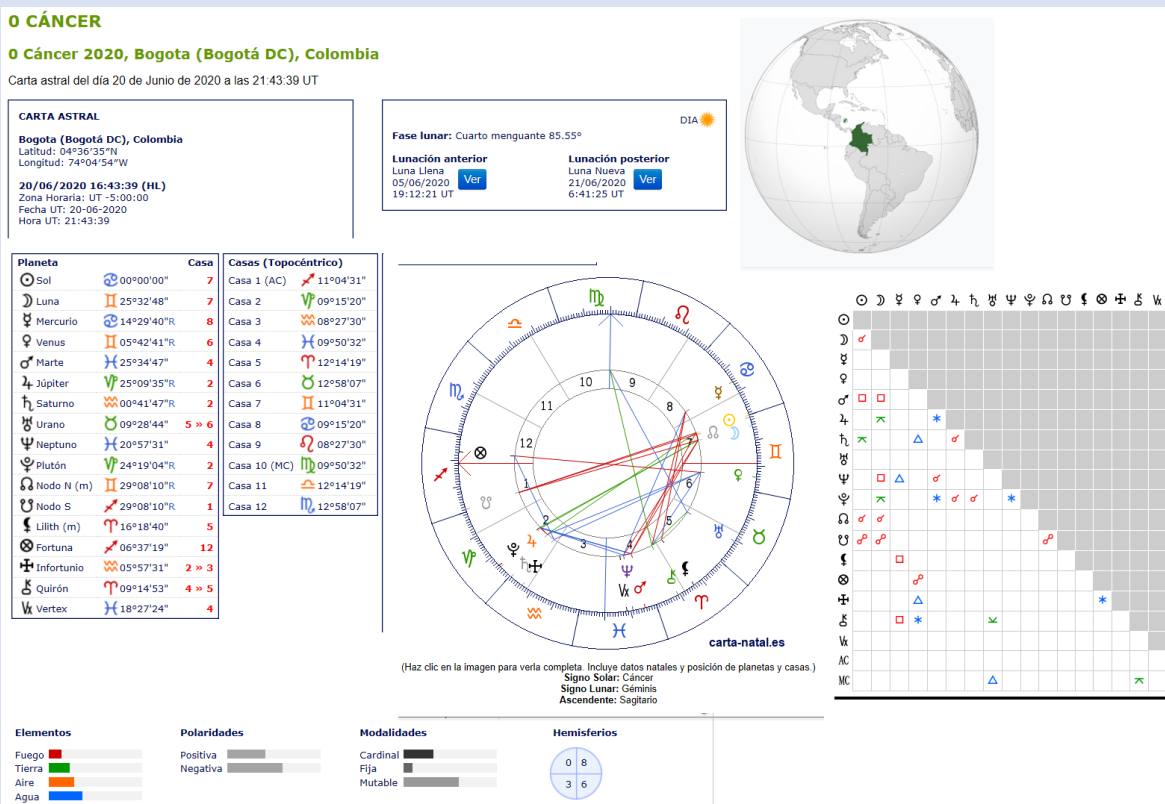 0 CÁNCER
0 Cáncer 2020, Bogota (Bogotá DC), Colombia
Carta astral del día 20 de Junio de 2020 a las 21:43:39 UT
CARTA ASTRAL
Bogota (Bogotá DC), Colombia
Latitud: 04°36'35"N
Longitud: 74°04'54"W
20/06/2020 16:43:39 (HL)
Zona Horaria: UT -5:00:00
Fecha UT: 20-06-2020
Hora UT: 21:43:39
DIA
Fase lunar: Cuarto menguante 85.55º
Lunación anterior
Luna Llena
05/06/2020
19:12:21 UT
Ver
Lunación posterior
Luna Nueva
21/06/2020
6:41:25 UT
Ver
Planeta Casa
☉ Sol ♋ 00°00'00" 7
☽ Luna ♊ 25°32'48" 7
☿ Mercurio ♋ 14°29'40"R 8
♀ Venus ♊ 05°42'41"R 6
♂ Marte ♓ 25°34'47" 4
♃ Júpiter ♑ 25°09'35"R 2
♄ Saturno ♒ 00°41'47"R 2
♅ Urano ♉ 09°28'44" 5 » 6
♆ Neptuno ♓ 20°57'31" 4
Plutón ♑ 24°19'04"R 2
☊ Nodo N (m) ♊ 29°08'10"R 7
☋ Nodo S ♐ 29°08'10"R 1
Lilith (m) ♈ 16°18'40" 5
⊗ Fortuna ♐ 06°37'19" 12
Infortunio ♒ 05°57'31" 2 » 3
Quirón ♈ 09°14'53" 4 » 5
Vx Vertex ♓ 18°27'24" 4
Casas (Topocéntrico)
Casa 1 (AC) ♐ 11°04'31"
Casa 2 ♑ 09°15'20"
Casa 3 ♒ 08°27'30"
Casa 4 ♓ 09°50'32"
Casa 5 ♈ 12°14'19"
Casa 6 ♉ 12°58'07"
Casa 7 ♊ 11°04'31"
Casa 8 ♋ 09°15'20"
Casa 9 ♌ 08°27'30"
Casa 10 (MC) ♍ 09°50'32"
Casa 11 ♎ 12°14'19"
Casa 12 ♏ 12°58'07"
10 9
11 8
12 7
1 6
2 5
3 4
Vx
carta-natal.es
(Haz clic en la imagen para verla completa. Incluye datos natales y posición de planetas y casas.)
Signo Solar: Cáncer
Signo Lunar: Géminis
Ascendente: Sagitario
Vx
Vx
AC
MC
Elementos
Fuego
Tierra
Aire
Agua
Polaridades
Positiva
Negativa
Modalidades
Cardinal
Fija
Mutable
Hemisferios
0 8
3 6